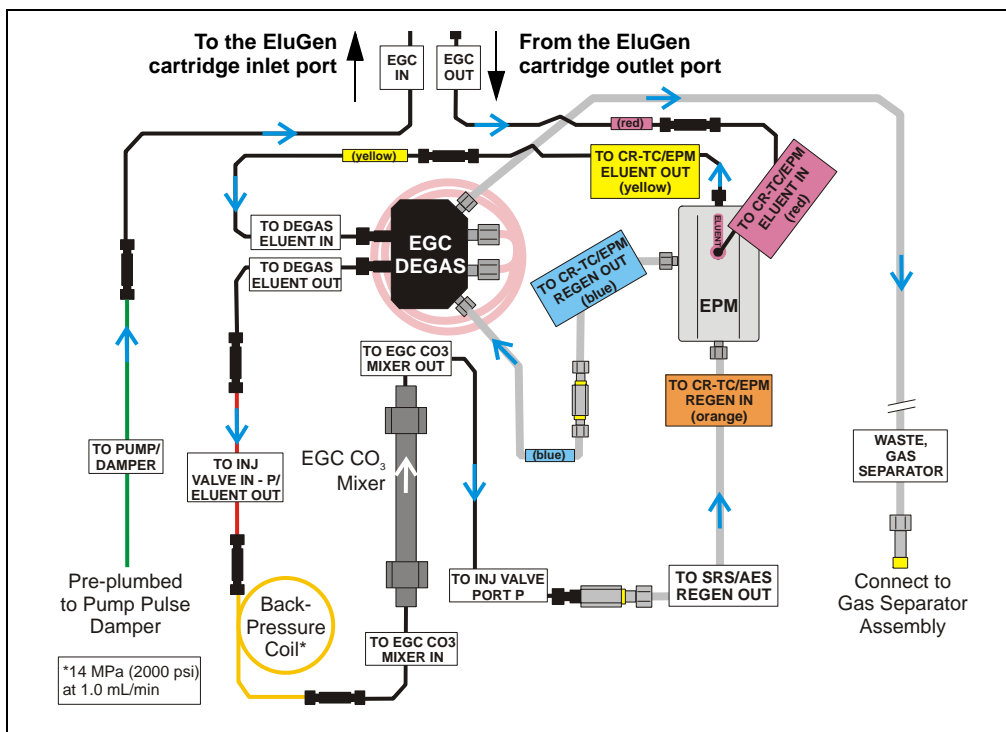 To the EluGen
cartridge inlet port
EGC
IN
EGC
OUT
From the EluGen
cartridge outlet port
(red)
(yellow)
TO CR-TC/EPM
ELUENT OUT
(yellow)
TO CR-TC/EPM
ELUENT IN
(red)
TO DEGAS
ELUENT IN
TO DEGAS
ELUENT OUT
EGC
DEGAS
TO CR-TC/EPM
REGEN OUT
(blue)
ELUENT
EPM
TO EGC CO3
MIXER OUT
TO CR-TC/EPM
REGEN IN
(orange)
TO PUMP/
DAMPER
TO INJ
VALVE IN - P/
ELUENT OUT
EGC CO3
Mixer
(blue)
WASTE,
GAS
SEPARATOR
Pre-plumbed
to Pump Pulse
Damper
Back-
Pressure
Coil*
TO INJ VALVE
PORT P
TO SRS/AES
REGEN OUT
Connect to
Gas Separator
Assembly
TO EGC CO3
MIXER IN
*14 MPa (2000 psi)
at 1.0 mL/min